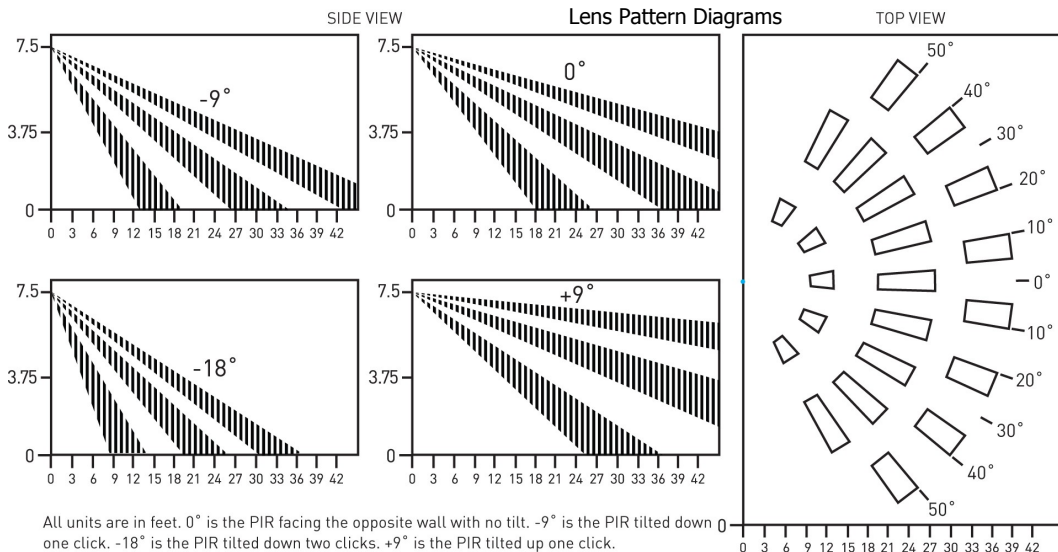 SIDE VIEW
Lens Pattern Diagrams
TOP VIEW
7.5
-9°
3.75
0
0 3 6 9 12 15 18 21 24 27 30 33 36 39 42
7.5
0°
3.75
0
0 3 6 9 12 15 18 21 24 27 30 33 36 39 42
7.5
-18°
3.75
0
0 3 6 9 12 15 18 21 24 27 30 33 36 39 42
7.5
+9°
3.75
0
0 3 6 9 12 15 18 21 24 27 30 33 36 39 42
50°
40°
30°
20°
10°
0°
10°
20°
30°
40°
50°
0
0 3 6 9 12 15 18 21 24 27 30 33 36 39 42
All units are in feet. 0° is the PIR facing the opposite wall with no tilt. -9° is the PIR tilted down
one click. -18° is the PIR tilted down two clicks. +9° is the PIR tilted up one click.